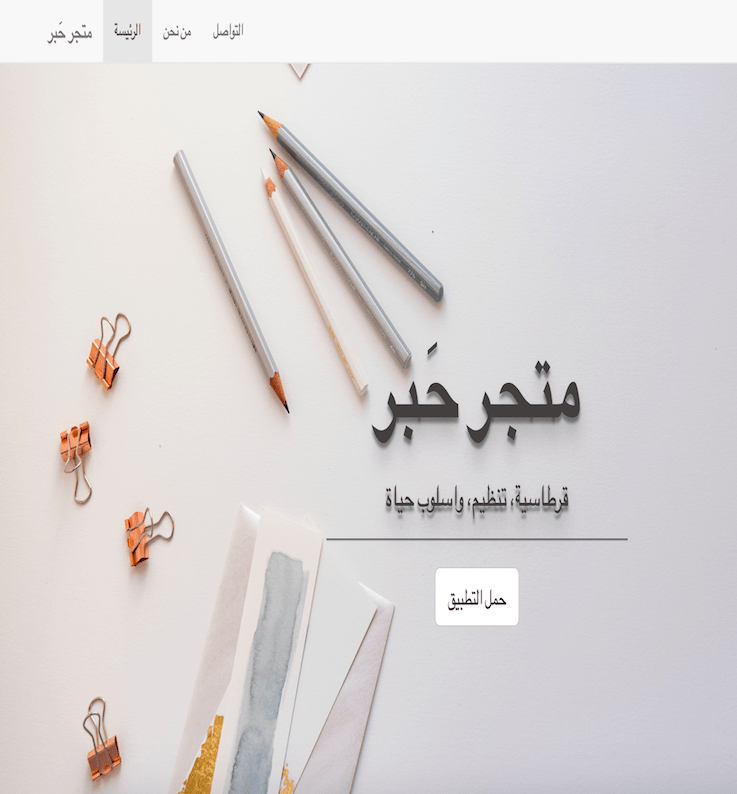 متجر حَبر
الرئيسة
من نحن
التواصل
متجر حَبر
قرطاسية، تنظيم، واسلوب حياة
حمل التطبيق